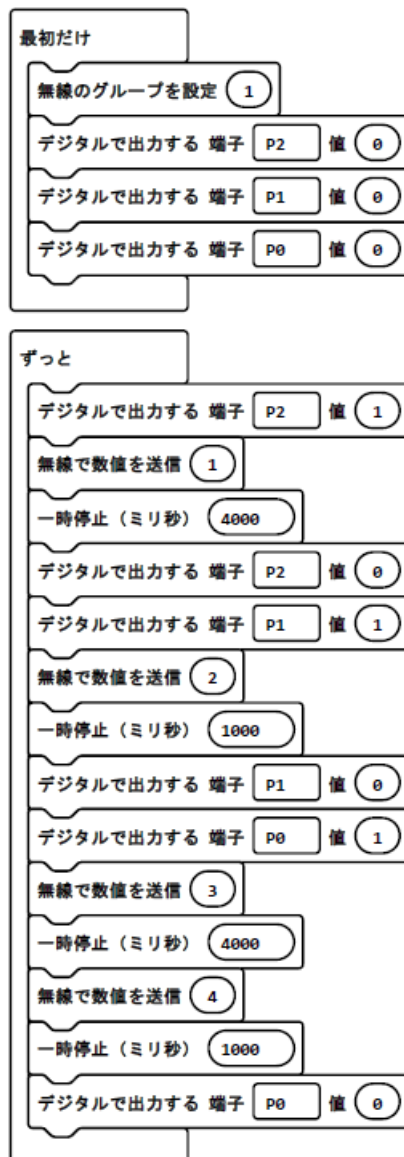 最初だけ
無線のグループを設定 1
デジタルで出力する 端子 P2 値 0
デジタルで出力する 端子 P1 値 0
デジタルで出力する 端子 P0 値 0
ずっと
デジタルで出力する 端子 P2 値 1
無線で数値を送信 1
一時停止（ミリ秒） 4000
デジタルで出力する 端子 P2 値 0
デジタルで出力する 端子 P1 値 1
無線で数値を送信 2
一時停止（ミリ秒） 1000
デジタルで出力する 端子 P1 値 0
デジタルで出力する 端子 P0 値 1
無線で数値を送信 3
一時停止（ミリ秒） 4000
無線で数値を送信 4
一時停止（ミリ秒） 1000
デジタルで出力する 端子 P0 値 0